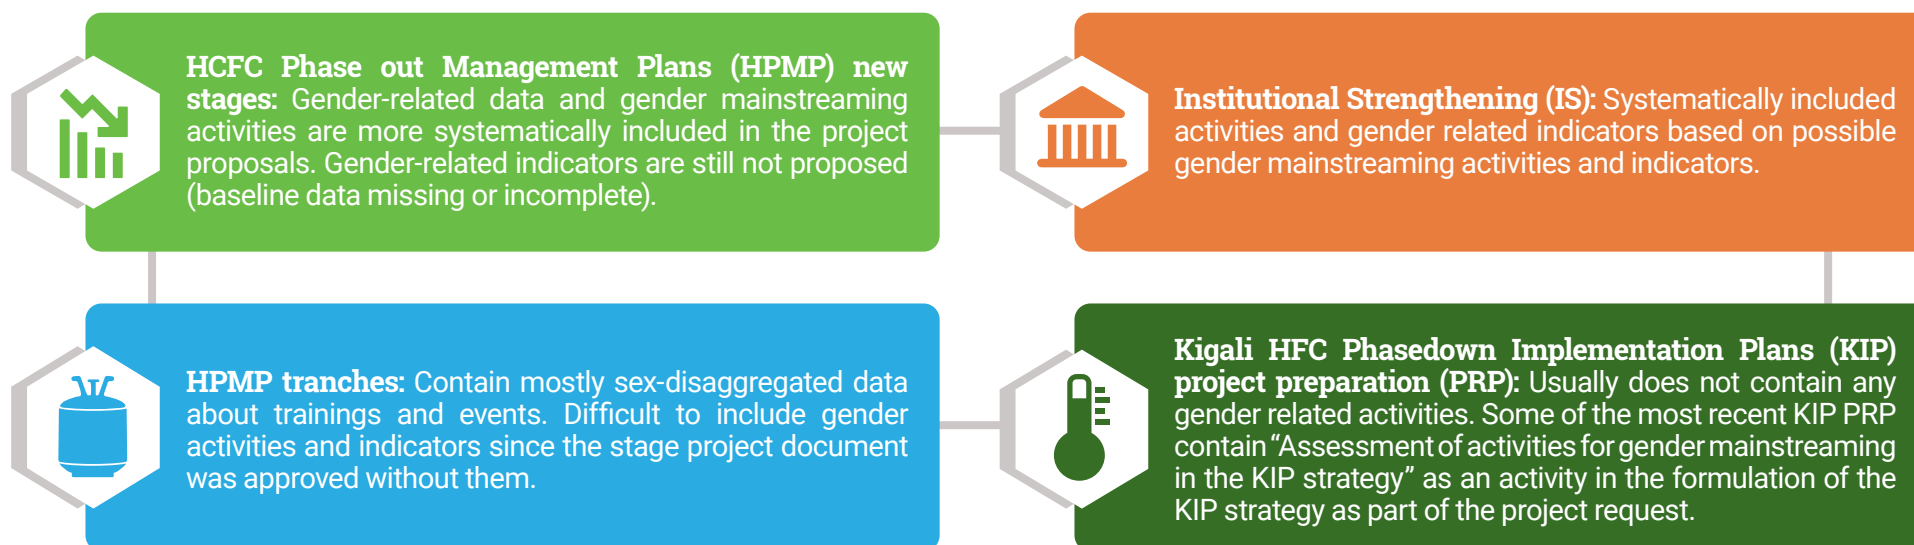 HCFC Phase out Management Plans (HPMP) new
stages: Gender-related data and gender mainstreaming
activities are more systematically included in the project
proposals. Gender-related indicators are still not proposed
(baseline data missing or incomplete).
Institutional Strengthening (IS): Systematically included
activities and gender related indicators based on possible
gender mainstreaming activities and indicators.
HPMP tranches: Contain mostly sex-disaggregated data
about trainings and events. Difficult to include gender
activities and indicators since the stage project document
was approved without them.
Kigali HFC Phasedown Implementation Plans (KIP)
project preparation (PRP): Usually does not contain any
gender related activities. Some of the most recent KIP PRP
contain “Assessment of activities for gender mainstreaming
in the KIP strategy” as an activity in the formulation of the
KIP strategy as part of the project request.